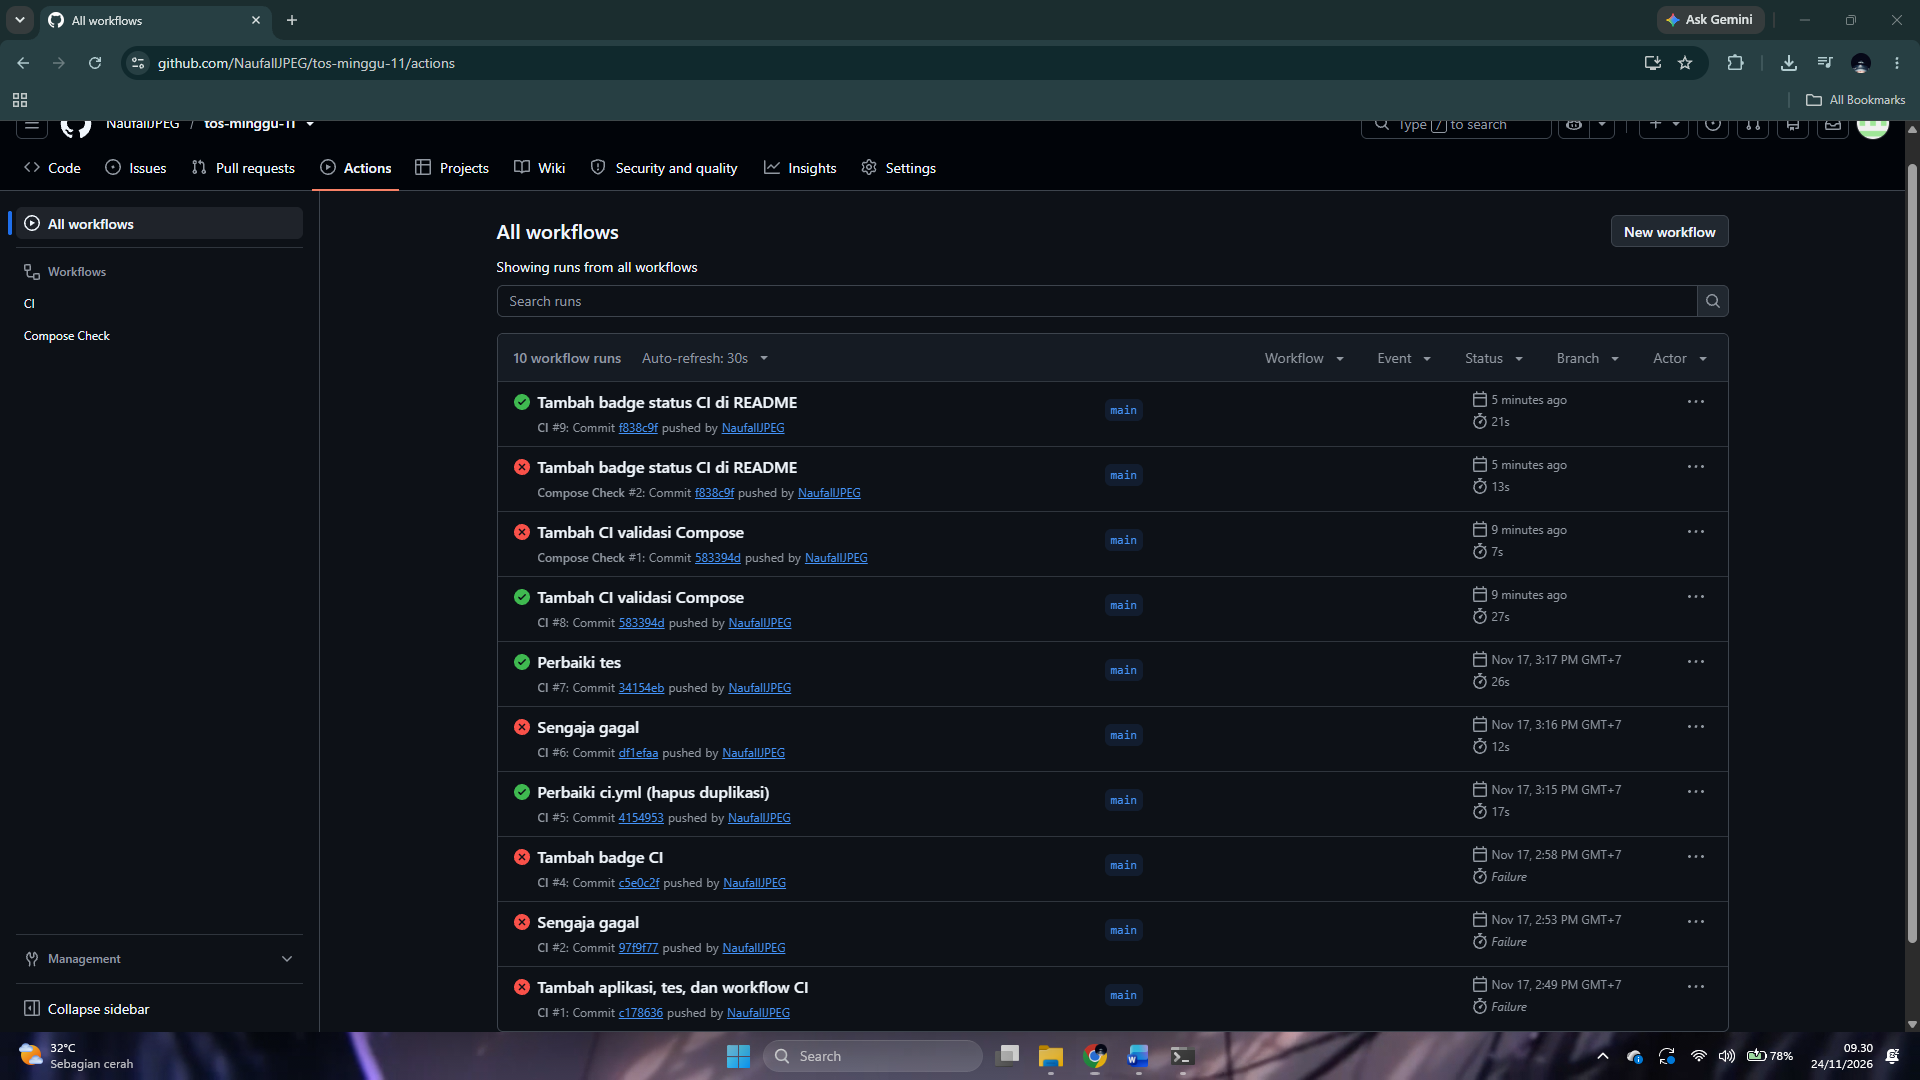 All workflows
Ask Gemini
github.com/NaufallJPEG/tos-minggu-11/actions
All Bookmarks
NaufallJPEG / tos-minggu-11
Type / to search
Code
Issues
Pull requests
Actions
Projects
Wiki
Security and quality
Insights
Settings
All workflows
Workflows
CI
Compose Check
Management
Collapse sidebar
All workflows
New workflow
Showing runs from all workflows
Search runs
10 workflow runs
Auto-refresh: 30s
Workflow
Event
Status
Branch
Actor
Tambah badge status CI di README
CI #9: Commit f838c9f pushed by NaufallJPEG
main
5 minutes ago
21s
Tambah badge status CI di README
Compose Check #2: Commit f838c9f pushed by NaufallJPEG
main
5 minutes ago
13s
Tambah CI validasi Compose
Compose Check #1: Commit 583394d pushed by NaufallJPEG
main
9 minutes ago
7s
Tambah CI validasi Compose
CI #8: Commit 583394d pushed by NaufallJPEG
main
9 minutes ago
27s
Perbaiki tes
CI #7: Commit 34154eb pushed by NaufallJPEG
main
Nov 17, 3:17 PM GMT+7
26s
Sengaja gagal
CI #6: Commit df1efaa pushed by NaufallJPEG
main
Nov 17, 3:16 PM GMT+7
12s
Perbaiki ci.yml (hapus duplikasi)
CI #5: Commit 4154953 pushed by NaufallJPEG
main
Nov 17, 3:15 PM GMT+7
17s
Tambah badge CI
CI #4: Commit c5e0c2f pushed by NaufallJPEG
main
Nov 17, 2:58 PM GMT+7
Failure
Sengaja gagal
CI #2: Commit 97f9f77 pushed by NaufallJPEG
main
Nov 17, 2:53 PM GMT+7
Failure
Tambah aplikasi, tes, dan workflow CI
CI #1: Commit c178636 pushed by NaufallJPEG
main
Nov 17, 2:49 PM GMT+7
Failure
32°C
Sebagian cerah
Search
78%
09.30
24/11/2026